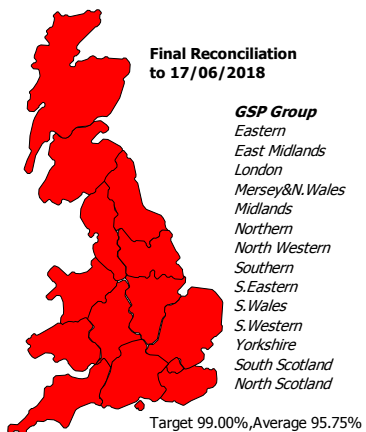 Final Reconciliation
to 17/06/2018
GSP Group
Eastern
East Midlands
London
Mersey&N.Wales
Midlands
Northern
North Western
Southern
S.Eastern
S.Wales
S.Western
Yorkshire
South Scotland
North Scotland
Target 99.00%,Average 95.75%